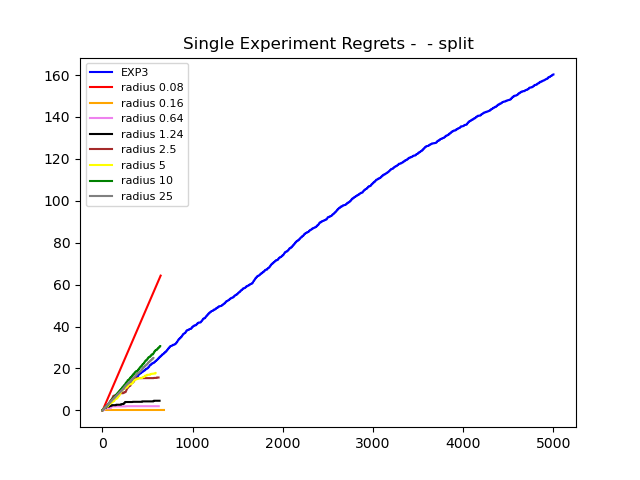 Single Experiment Regrets -  - split
EXP3
radius 0.08
radius 0.16
radius 0.64
radius 1.24
radius 2.5
radius 5
radius 10
radius 25
160
140
120
100
80
60
40
20
0
0 1000 2000 3000 4000 5000